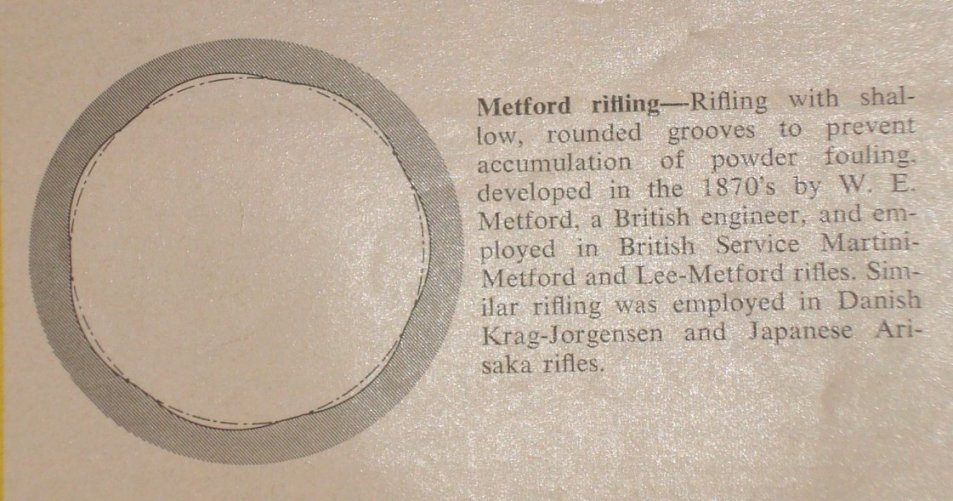 Metford rifling—Rifling with shal-
low, rounded grooves to prevent
accumulation of powder fouling,
developed in the 1870's by W. E.
Metford, a British engineer, and em-
ployed in British Service Martini-
Metford and Lee-Metford rifles. Sim-
ilar rifling was employed in Danish
Krag-Jorgensen and Japanese Ari-
saka rifles.